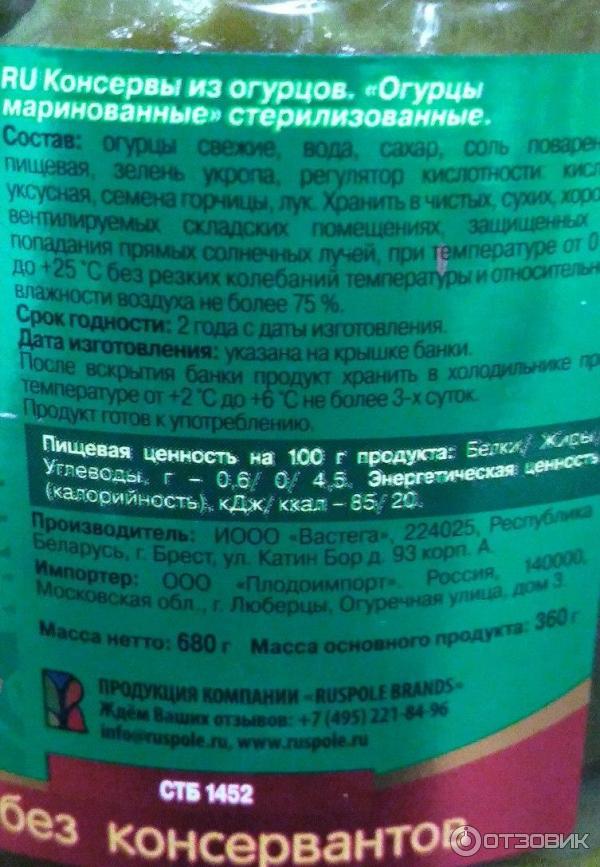 RU Консервы из огурцов. «Огурцы
маринованные» стерилизованные.
Состав: огурцы свежие, вода, сахар, соль поварен
пищевая, зелень укропа, регулятор кислотности: кисл
уксусная, семена горчицы, лук. Хранить в чистых, сухих, хоро
вентилируемых складских помещениях, защищенных
попадания прямых солнечных лучей, при температуре от 0
до +25 °С без резких колебаний температуры и относительн
влажности воздуха не более 75 %.
Срок годности: 2 года с даты изготовления.
Дата изготовления: указана на крышке банки.
После вскрытия банки продукт хранить в холодильнике при
температуре от +2 °С до +6 °С не более 3-х суток.
Продукт готов к употреблению.
Пищевая ценность на 100 г продукта: Белки/ Жиры/
Углеводы, г – 0,6/ 0/ 4,5. Энергетическая ценность
(калорийность), кДж/ ккал – 85/ 20.
Производитель: ИООО «Вастега», 224025, Республика
Беларусь, г. Брест, ул. Катин Бор д. 93 корп. А.
Импортер: ООО «Плодоимпорт». Россия, 140000,
Московская обл., г. Люберцы, Огуречная улица, дом 3.
Масса нетто: 680 г Масса основного продукта: 360 г
ПРОДУКЦИЯ КОМПАНИИ «RUSPOLE BRANDS»
Ждём Ваших отзывов: +7 (495) 221-84-96
info@ruspole.ru, www.ruspole.ru
СТБ 1452
без консервантов
ОТЗОВИК